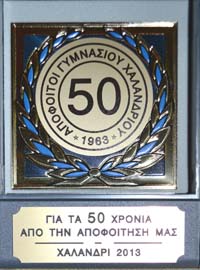 ΑΠΟΦΟΙΤΟΙ ΓΥΜΝΑΣΙΟΥ ΧΑΛΑΝΔΡΙΟΥ
50
*1963*
ΓΙΑ ΤΑ 50 ΧΡΟΝΙΑ
ΑΠΟ ΤΗΝ ΑΠΟΦΟΙΤΗΣΗ ΜΑΣ
ΧΑΛΑΝΔΡΙ 2013